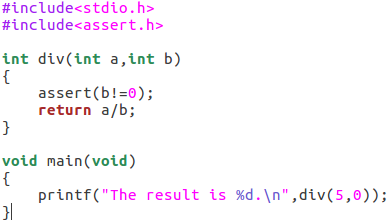 #include<stdio.h>
#include<assert.h>
int div(int a,int b)
{
    assert(b!=0);
    return a/b;
}
void main(void)
{
    printf("The result is %d.\n",div(5,0));
}